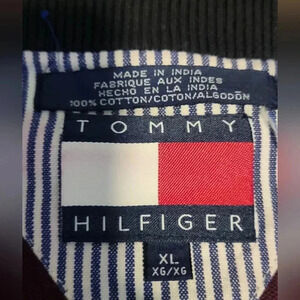 MADE IN INDIA
FABRIQUE AUX INDES
HECHO EN LA INDIA
100% COTTON/COTON/ALGODÓN
TOMMY
HILFIGER
XL
XG/XG